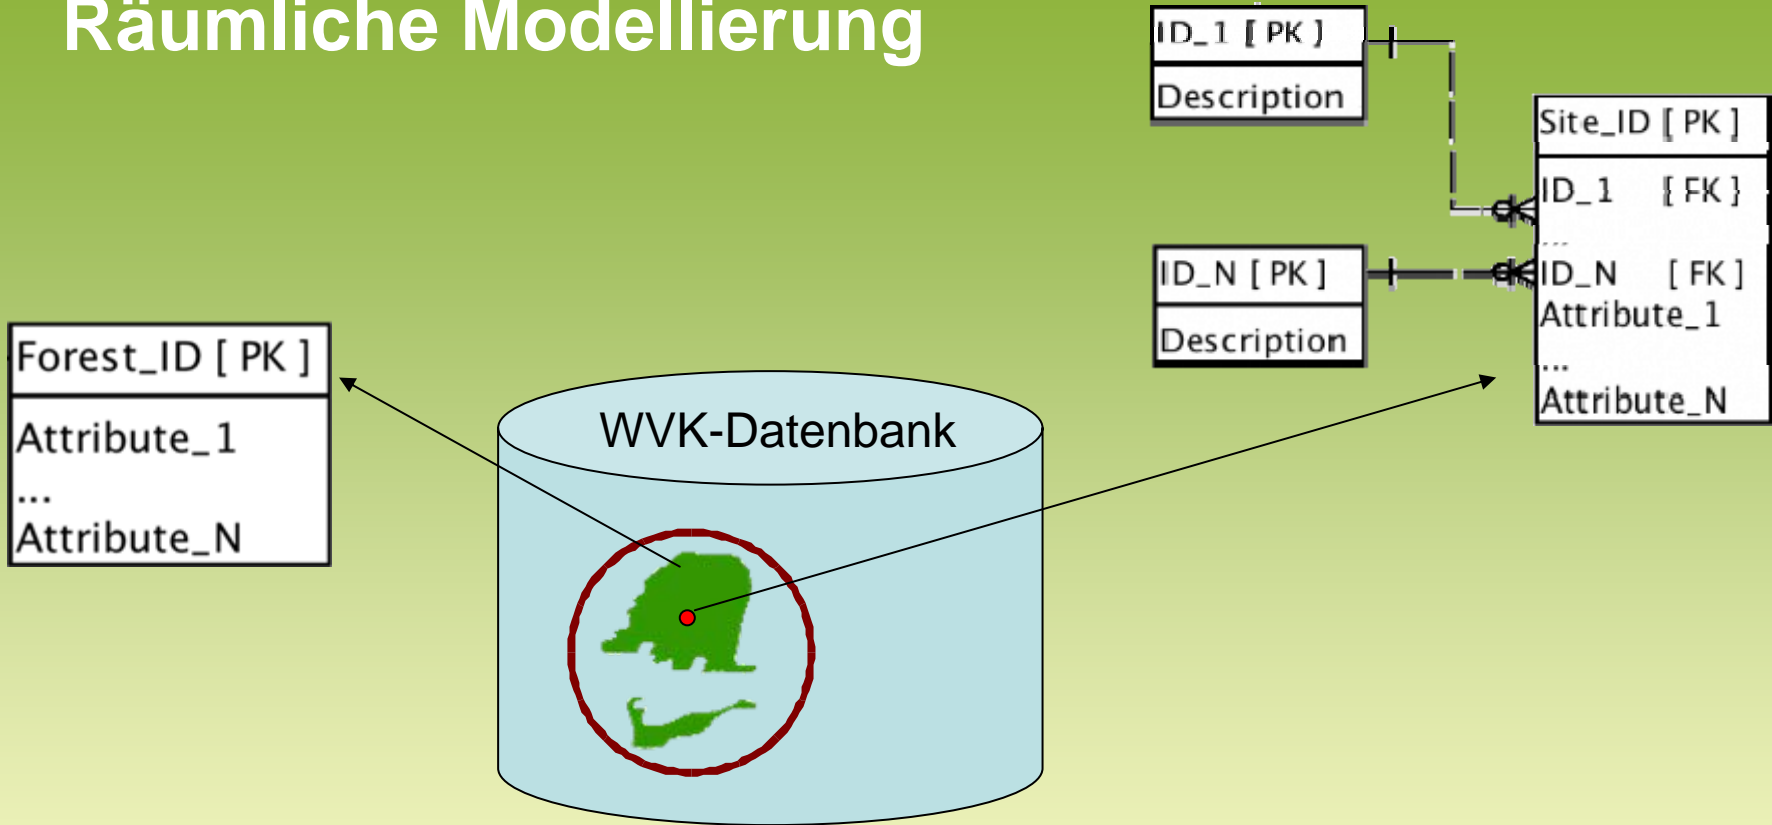 Räumliche Modellierung
ID_1 [ PK ]
Description
Site_ID [ PK ]
ID_1 [ FK ]
...
ID_N [ FK ]
Attribute_1
...
Attribute_N
ID_N [ PK ]
Description
Forest_ID [ PK ]
Attribute_1
...
Attribute_N
WVK-Datenbank